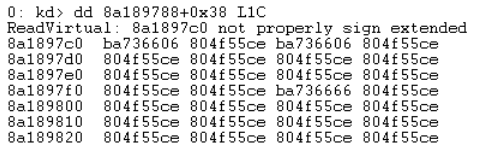 0: kd> dd 8a189788+0x38 L1C
ReadVirtual: 8a1897c0 not properly sign extended
8a1897c0  ba736606 804f55ce ba736606 804f55ce
8a1897d0  804f55ce 804f55ce 804f55ce 804f55ce
8a1897e0  804f55ce 804f55ce 804f55ce 804f55ce
8a1897f0  804f55ce 804f55ce ba736666 804f55ce
8a189800  804f55ce 804f55ce 804f55ce 804f55ce
8a189810  804f55ce 804f55ce 804f55ce 804f55ce
8a189820  804f55ce 804f55ce 804f55ce 804f55ce